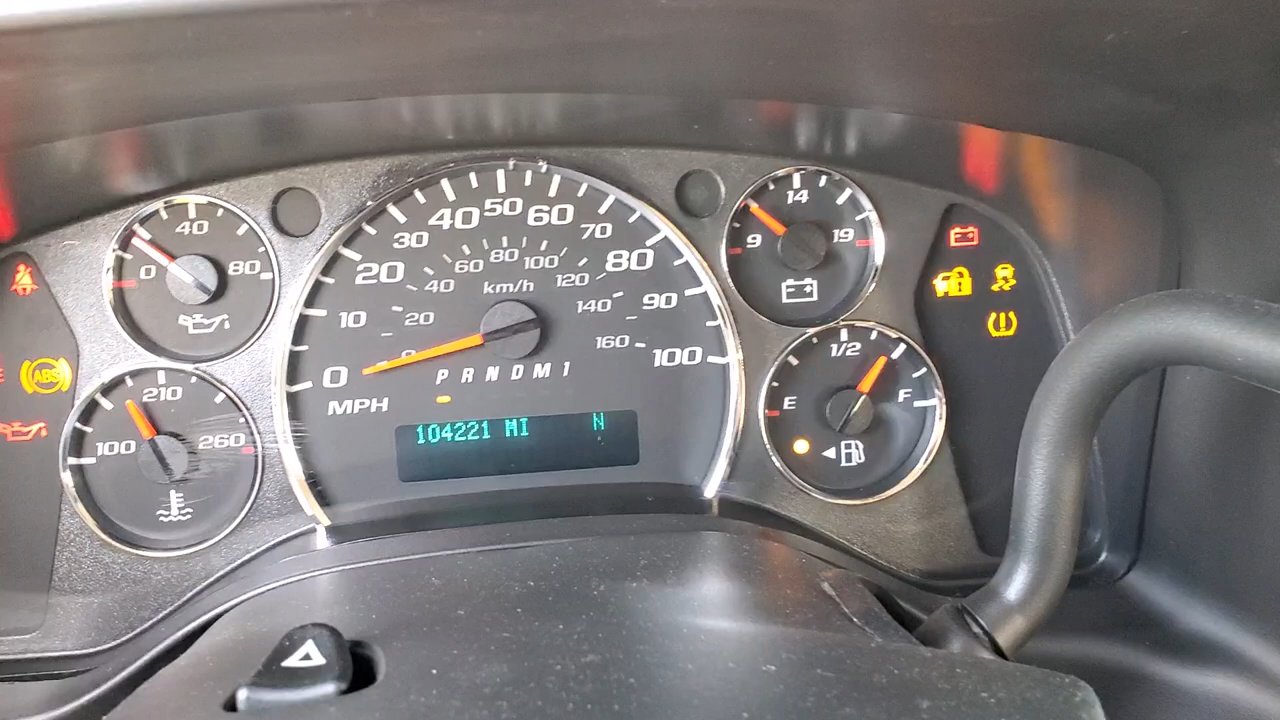 40
0 80
210
100 260
ABS
0 10 20 30 40 50 60 70 80 90 100
0 20 40 60 80 100 120 140 160
km/h
MPH
P R N D M 1
104221 MI N
14
9 19
1/2
E F